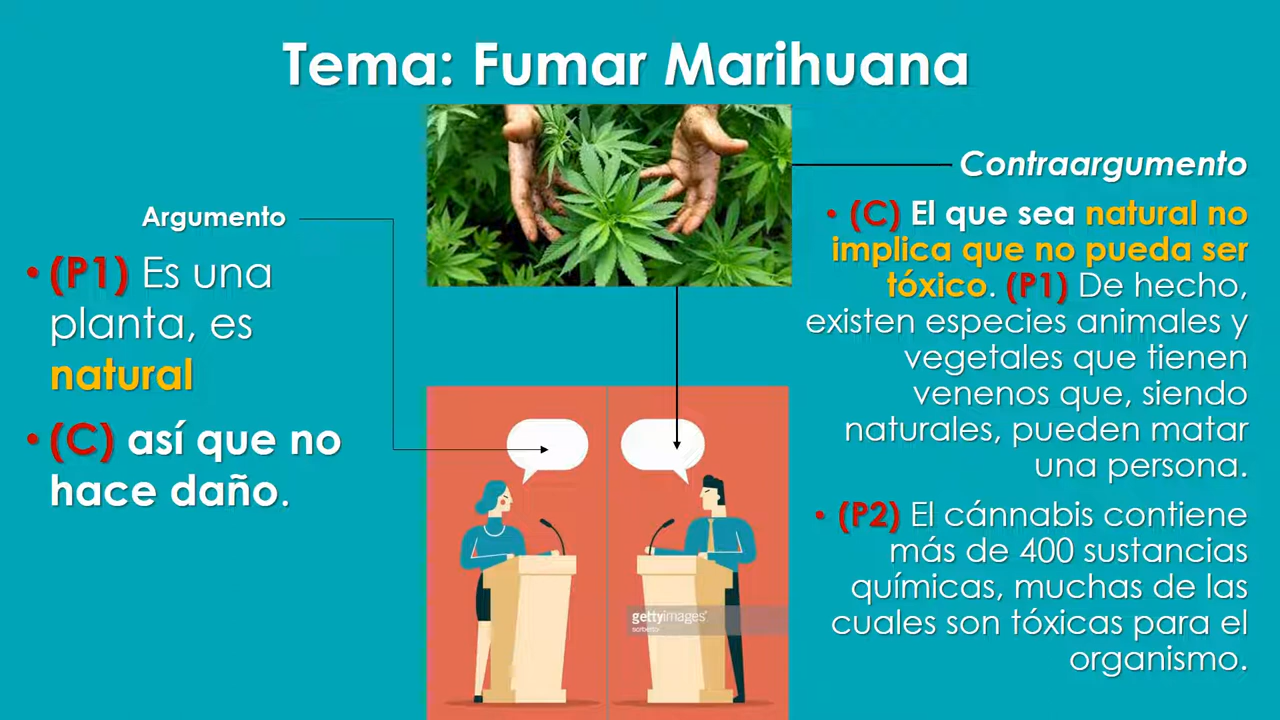 Tema: Fumar Marihuana
Argumento
• (P1) Es una
planta, es
natural
• (C) así que no
hace daño.
Contraargumento
• (C) El que sea natural no
implica que no pueda ser
tóxico. (P1) De hecho,
existen especies animales y
vegetales que tienen
venenos que, siendo
naturales, pueden matar
una persona.
• (P2) El cánnabis contiene
más de 400 sustancias
químicas, muchas de las
cuales son tóxicas para el
organismo.
gettyimages®
sorbetto